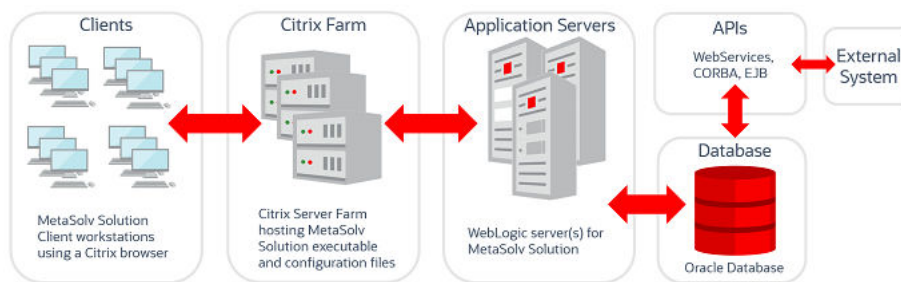 Clients
MetaSolv Solution
Client workstations
using a Citrix browser
Citrix Farm
Citrix Server Farm
hosting MetaSolv
Solution executable
and configuration files
Application Servers
WebLogic server(s) for
MetaSolv Solution
APIs
WebServices,
CORBA, EJB
External
System
Database
Oracle Database